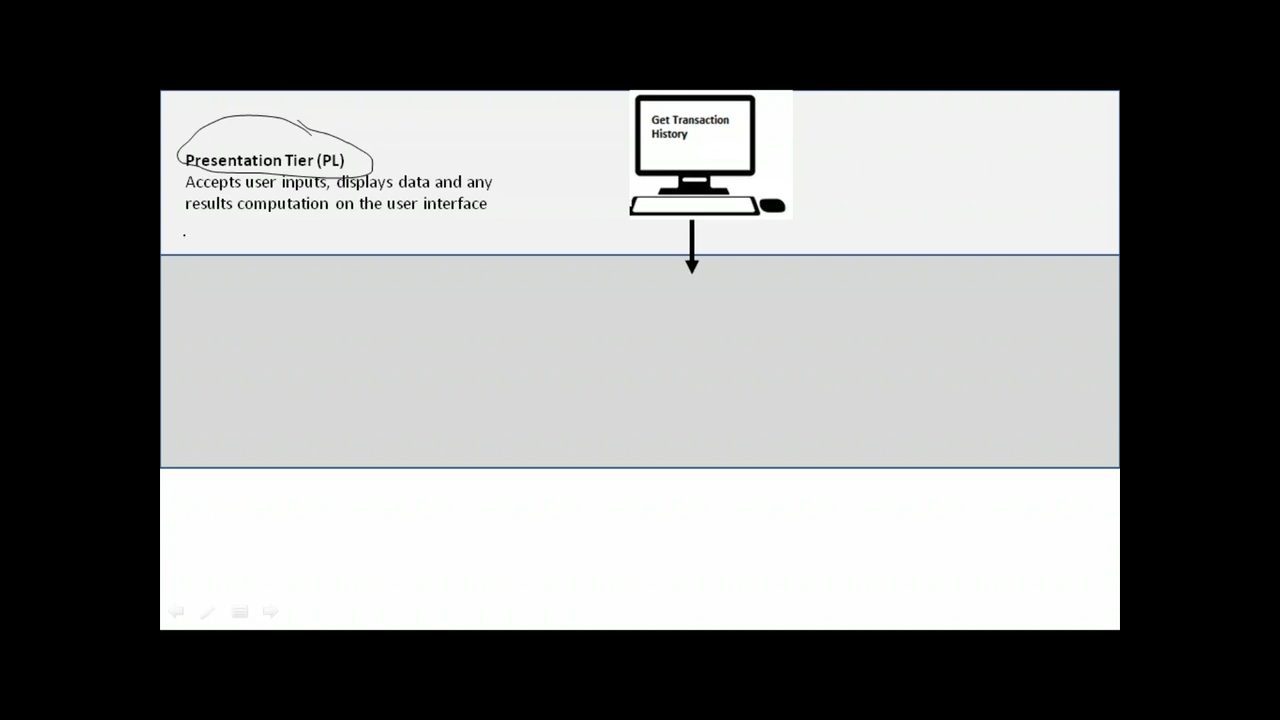 Presentation Tier (PL)
Accepts user inputs, displays data and any
results computation on the user interface
.
Get Transaction
History